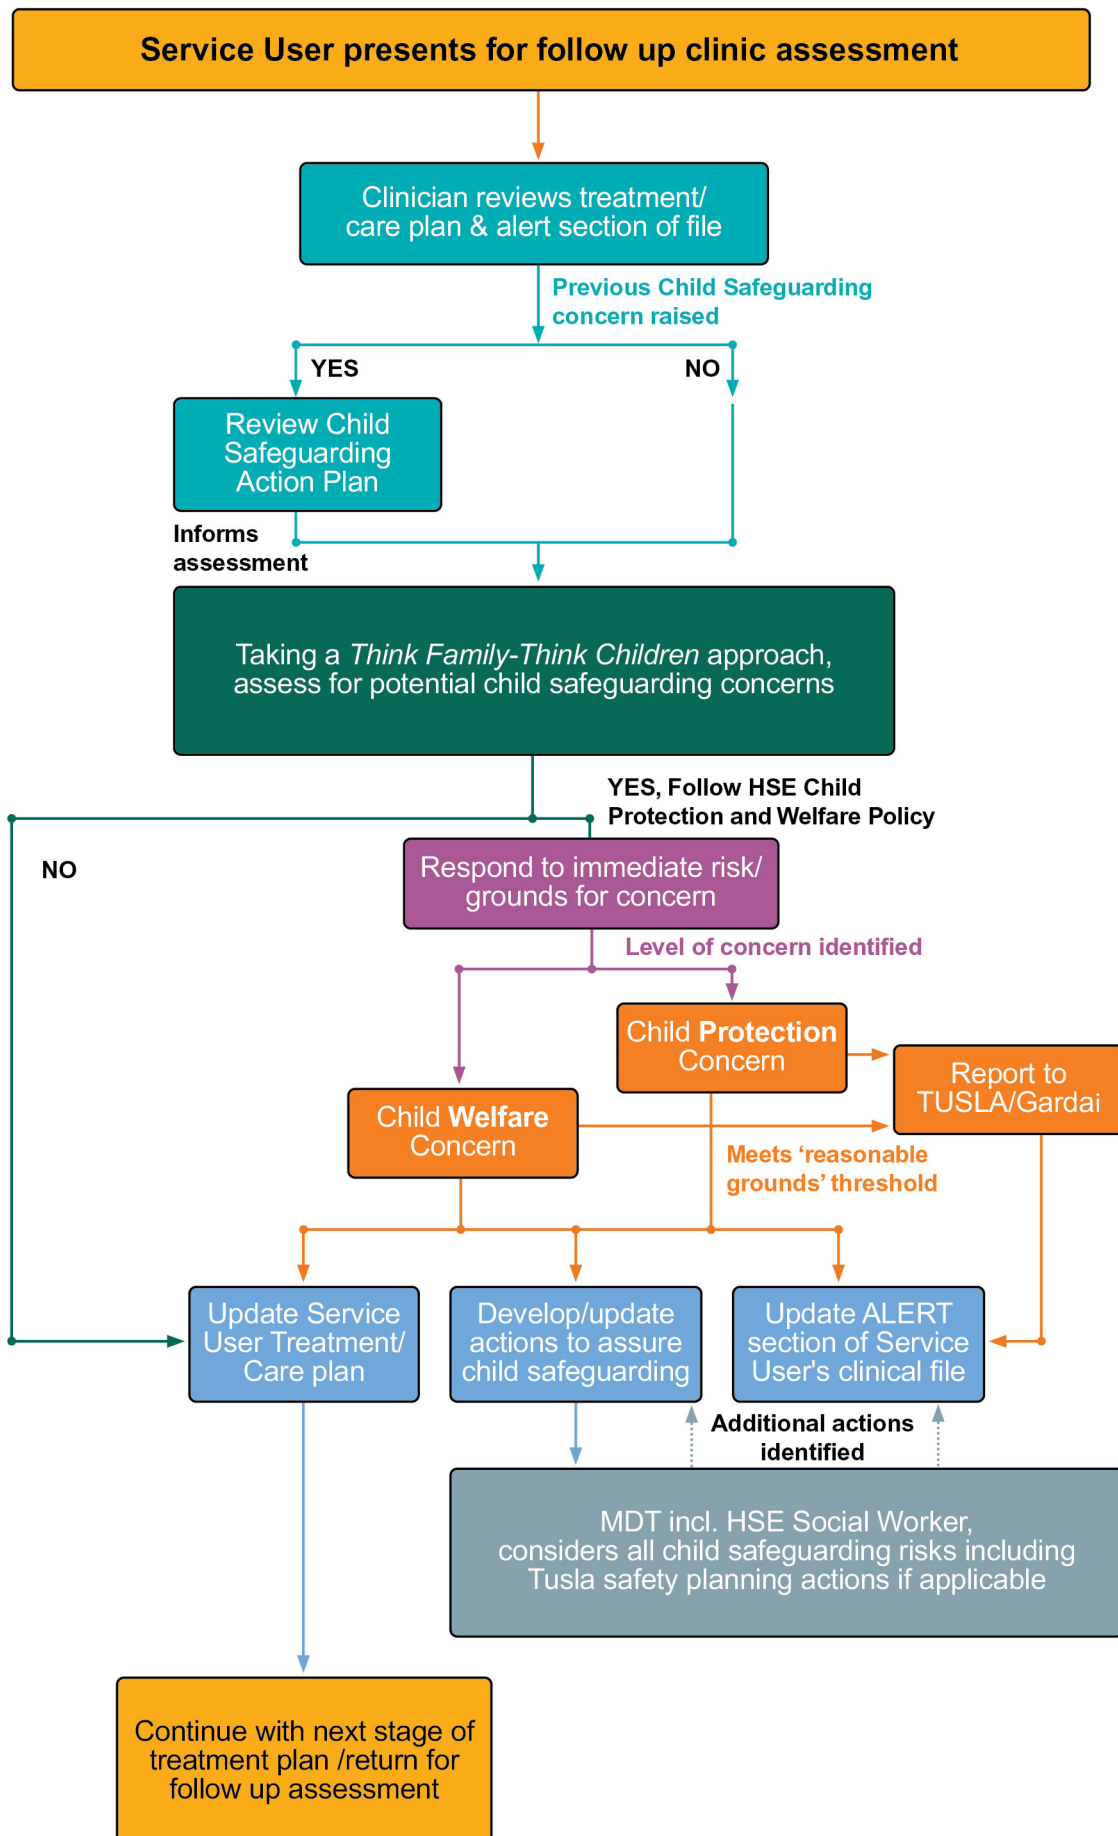 Service User presents for follow up clinic assessment
Clinician reviews treatment/
care plan & alert section of file
Previous Child Safeguarding
concern raised
YES
NO
Review Child
Safeguarding
Action Plan
Informs
assessment
Taking a Think Family-Think Children approach,
assess for potential child safeguarding concerns
YES, Follow HSE Child
Protection and Welfare Policy
NO
Respond to immediate risk/
grounds for concern
Level of concern identified
Child Protection
Concern
Report to
TUSLA/Gardai
Child Welfare
Concern
Meets ‘reasonable
grounds’ threshold
Update Service
User Treatment/
Care plan
Develop/update
actions to assure
child safeguarding
Update ALERT
section of Service
User's clinical file
Additional actions
identified
MDT incl. HSE Social Worker,
considers all child safeguarding risks including
Tusla safety planning actions if applicable
Continue with next stage of
treatment plan /return for
follow up assessment